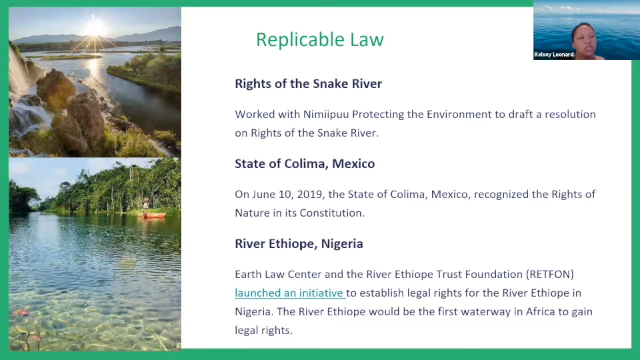 Replicable Law
Kelsey Leonard
Rights of the Snake River
Worked with Nimiipuu Protecting the Environment to draft a resolution
on Rights of the Snake River.
State of Colima, Mexico
On June 10, 2019, the State of Colima, Mexico, recognized the Rights of
Nature in its Constitution.
River Ethiope, Nigeria
Earth Law Center and the River Ethiope Trust Foundation (RETFON)
launched an initiative to establish legal rights for the River Ethiope in
Nigeria. The River Ethiope would be the first waterway in Africa to gain
legal rights.